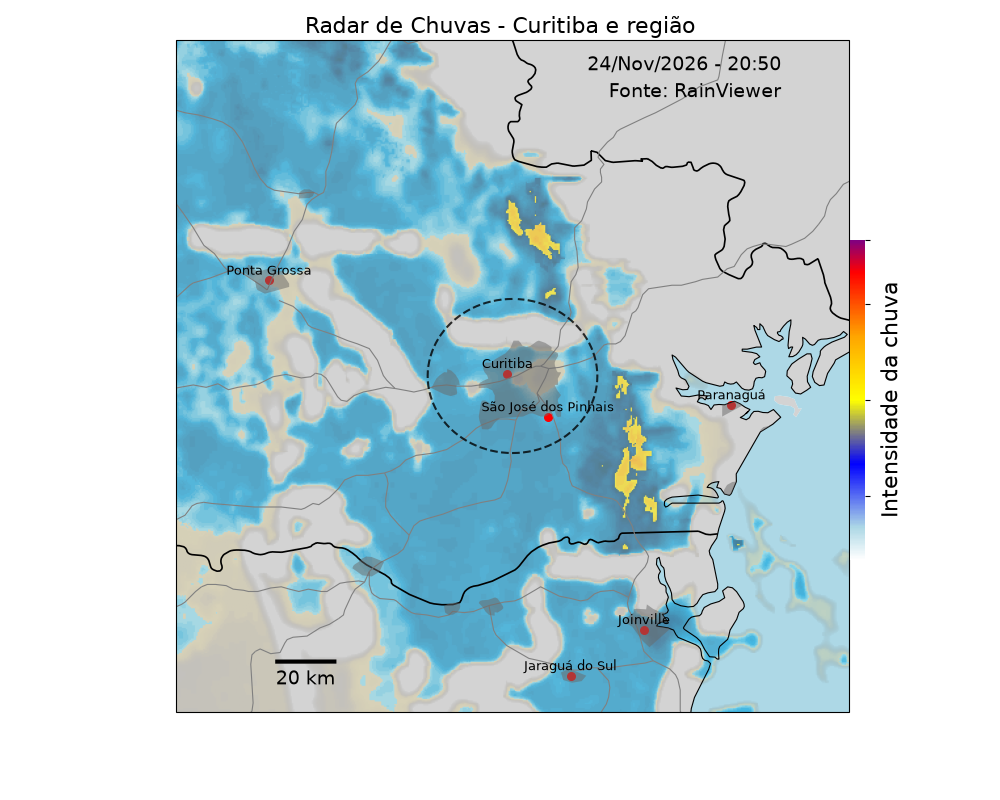 Radar de Chuvas - Curitiba e região
24/Nov/2026 - 20:50
Fonte: RainViewer
Ponta Grossa
Curitiba
São José dos Pinhais
Paranaguá
Intensidade da chuva
Joinville
Jaraguá do Sul
20 km